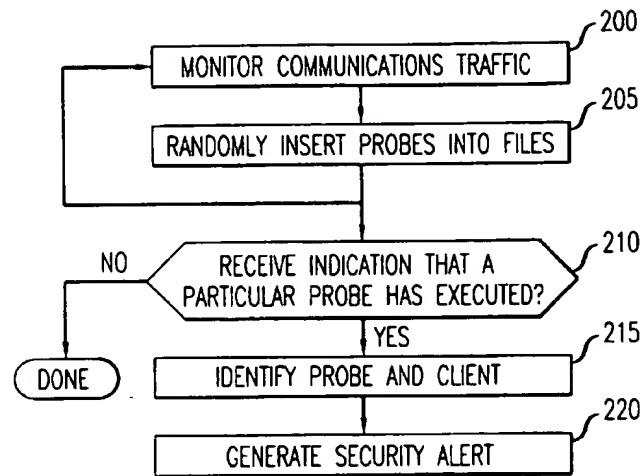 200
MONITOR COMMUNICATIONS TRAFFIC
205
RANDOMLY INSERT PROBES INTO FILES
210
NO
RECEIVE INDICATION THAT A
PARTICULAR PROBE HAS EXECUTED?
YES
215
DONE
IDENTIFY PROBE AND CLIENT
220
GENERATE SECURITY ALERT